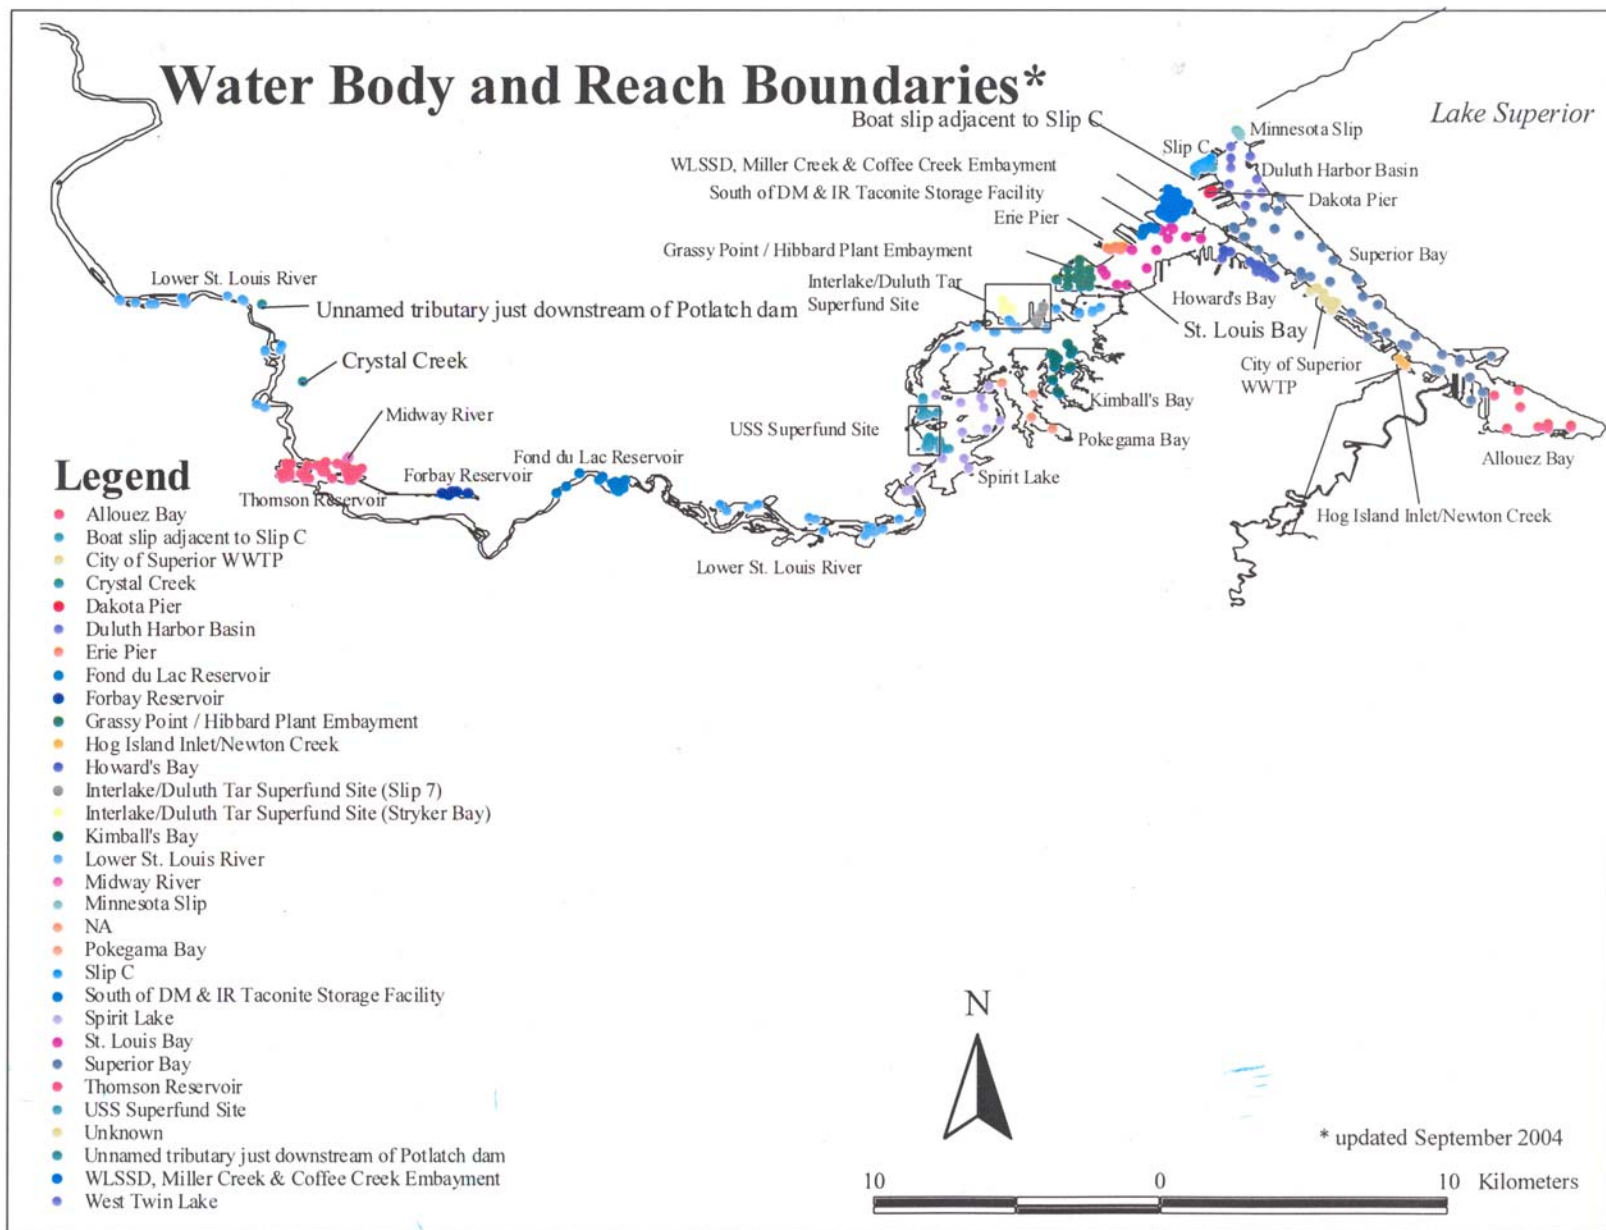 Water Body and Reach Boundaries*
Lake Superior
Boat slip adjacent to Slip C
Minnesota Slip
Slip C
WLSSD, Miller Creek & Coffee Creek Embayment
Duluth Harbor Basin
South of DM & IR Taconite Storage Facility
Dakota Pier
Erie Pier
Grassy Point / Hibbard Plant Embayment
Superior Bay
Interlake/Duluth Tar
Superfund Site
Lower St. Louis River
Unnamed tributary just downstream of Potlatch dam
Howard's Bay
St. Louis Bay
Crystal Creek
City of Superior
WWTP
Kimball's Bay
Midway River
USS Superfund Site
Pokegama Bay
Allouez Bay
Fond du Lac Reservoir
Forbay Reservoir
Spirit Lake
Thomson Reservoir
Hog Island Inlet/Newton Creek
Lower St. Louis River
Legend
Allouez Bay
Boat slip adjacent to Slip C
City of Superior WWTP
Crystal Creek
Dakota Pier
Duluth Harbor Basin
Erie Pier
Fond du Lac Reservoir
Forbay Reservoir
Grassy Point / Hibbard Plant Embayment
Hog Island Inlet/Newton Creek
Howard's Bay
Interlake/Duluth Tar Superfund Site (Slip 7)
Interlake/Duluth Tar Superfund Site (Stryker Bay)
Kimball's Bay
Lower St. Louis River
Midway River
Minnesota Slip
NA
Pokegama Bay
Slip C
South of DM & IR Taconite Storage Facility
Spirit Lake
St. Louis Bay
Superior Bay
Thomson Reservoir
USS Superfund Site
Unknown
Unnamed tributary just downstream of Potlatch dam
WLSSD, Miller Creek & Coffee Creek Embayment
West Twin Lake
N
* updated September 2004
10 0 10 Kilometers